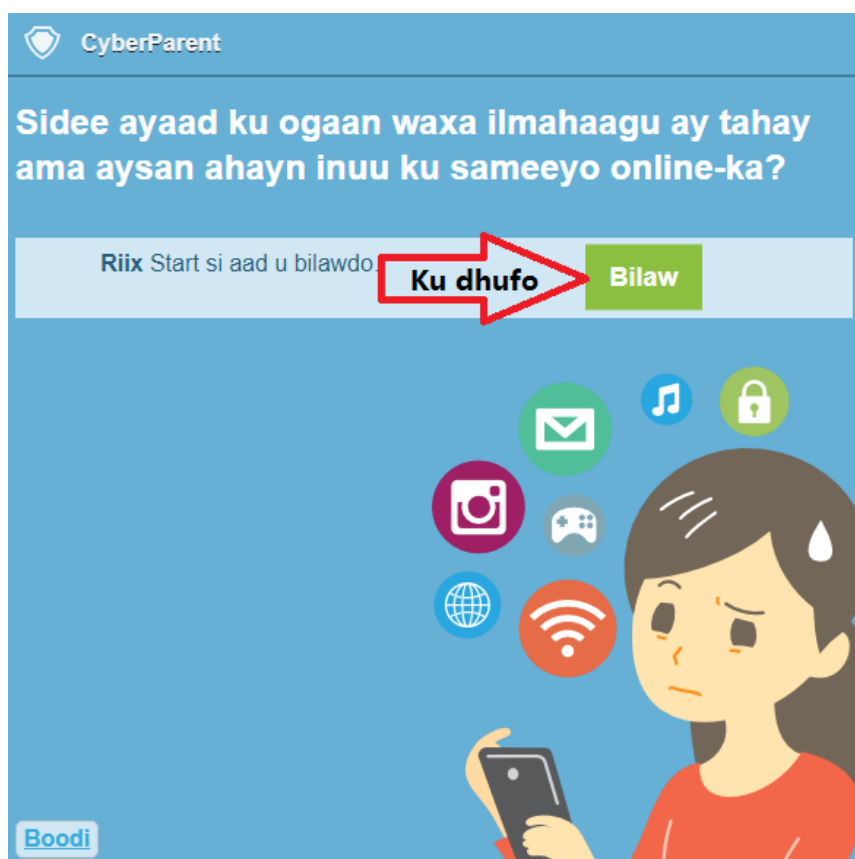 CyberParent
Sidee ayaad ku ogaan waxa ilmahaagu ay tahay
ama aysan ahayn inuu ku sameeyo online-ka?
Riix Start si aad u bilawdo.
Ku dhufo
Bilaw
Boodi